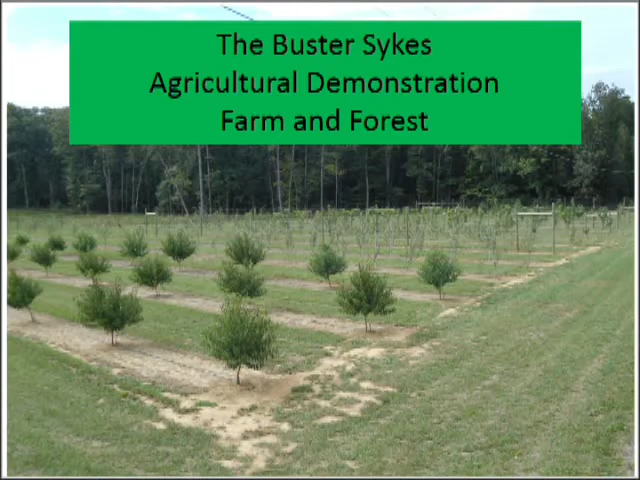 The Buster Sykes
Agricultural Demonstration
Farm and Forest